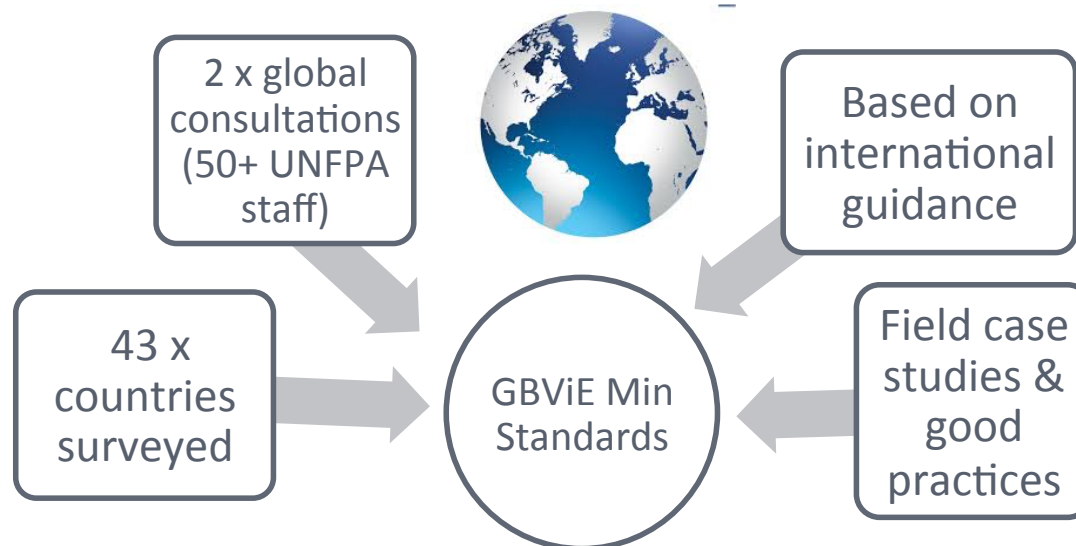 2 x global
consultations
(50+ UNFPA
staff)
Based on
international
guidance
43 x
countries
surveyed
GBViE Min
Standards
Field case
studies &
good
practices